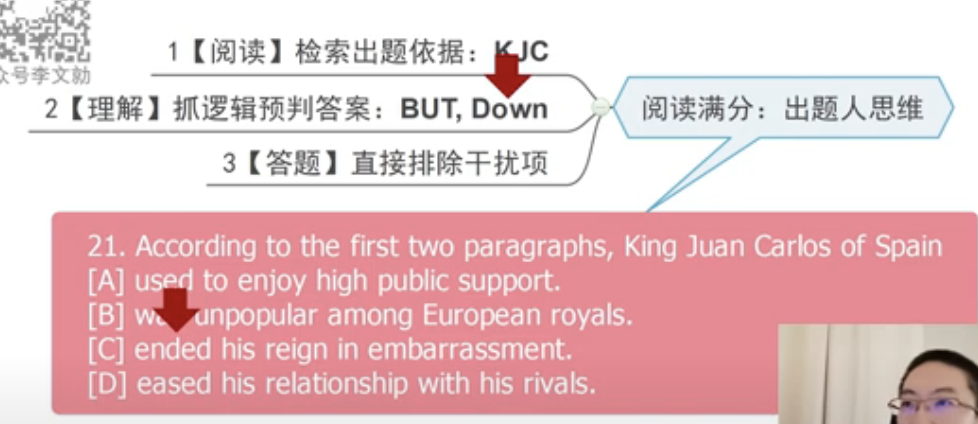 众号李文勍
1【阅读】检索出题依据：KJC
2【理解】抓逻辑预判答案：BUT, Down
3【答题】直接排除干扰项
阅读满分：出题人思维
21. According to the first two paragraphs, King Juan Carlos of Spain
[A] used to enjoy high public support.
[B] was unpopular among European royals.
[C] ended his reign in embarrassment.
[D] eased his relationship with his rivals.